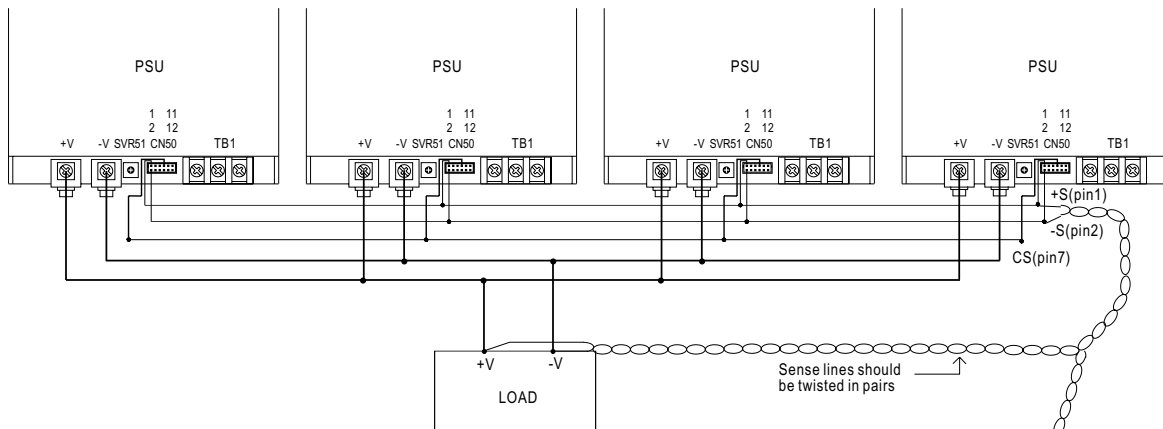 PSU PSU PSU PSU
1 11 1 11 1 11 1 11
2 12 2 12 2 12 2 12
+V -V SVR51 CN50 TB1 +V -V SVR51 CN50 TB1 +V -V SVR51 CN50 TB1 +V -V SVR51 CN50 TB1
+S(pin1)
-S(pin2)
CS(pin7)
+V -V
LOAD
Sense lines should
be twisted in pairs